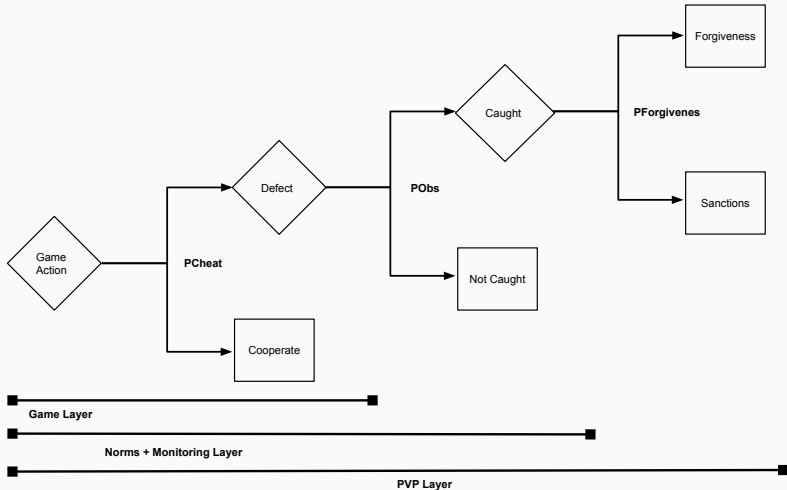 Forgiveness
PForgivenes
Caught
Sanctions
Defect
PObs
Not Caught
Game
Action
PCheat
Cooperate
Game Layer
Norms + Monitoring Layer
PVP Layer